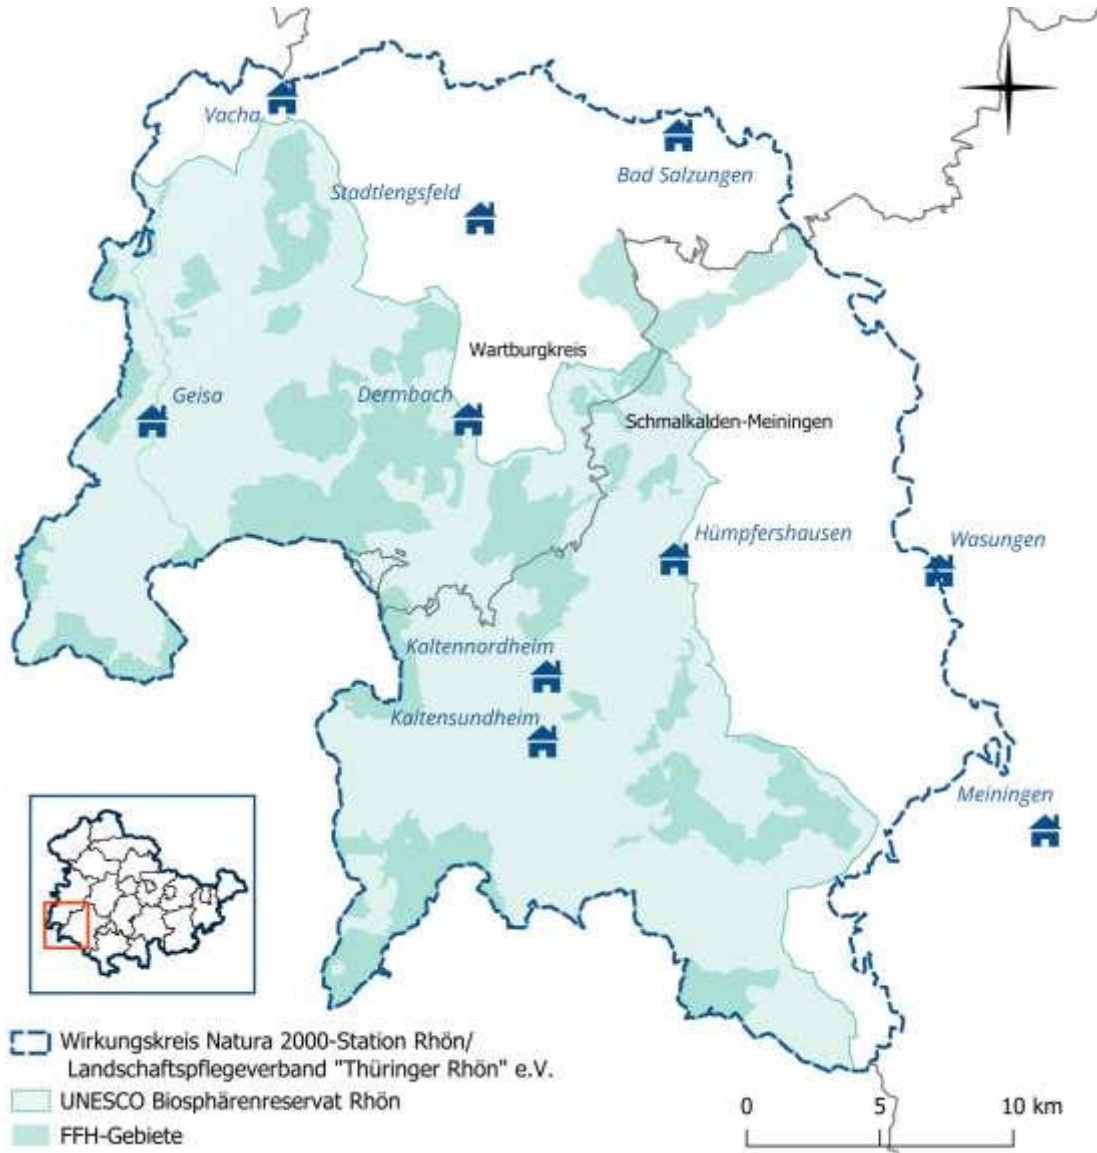 Vacha
Bad Salzungen
Stadtlengsfeld
Wartburgkreis
Geisa
Dermbach
Schmalkalden-Meiningen
Hümpfershausen
Wasungen
Kaltennordheim
Kaltensundheim
Meiningen
Wirkungskreis Natura 2000-Station Rhön/
Landschaftspflegeverband "Thüringer Rhön" e.V.
UNESCO Biosphärenreservat Rhön
FFH-Gebiete
0 5 10 km